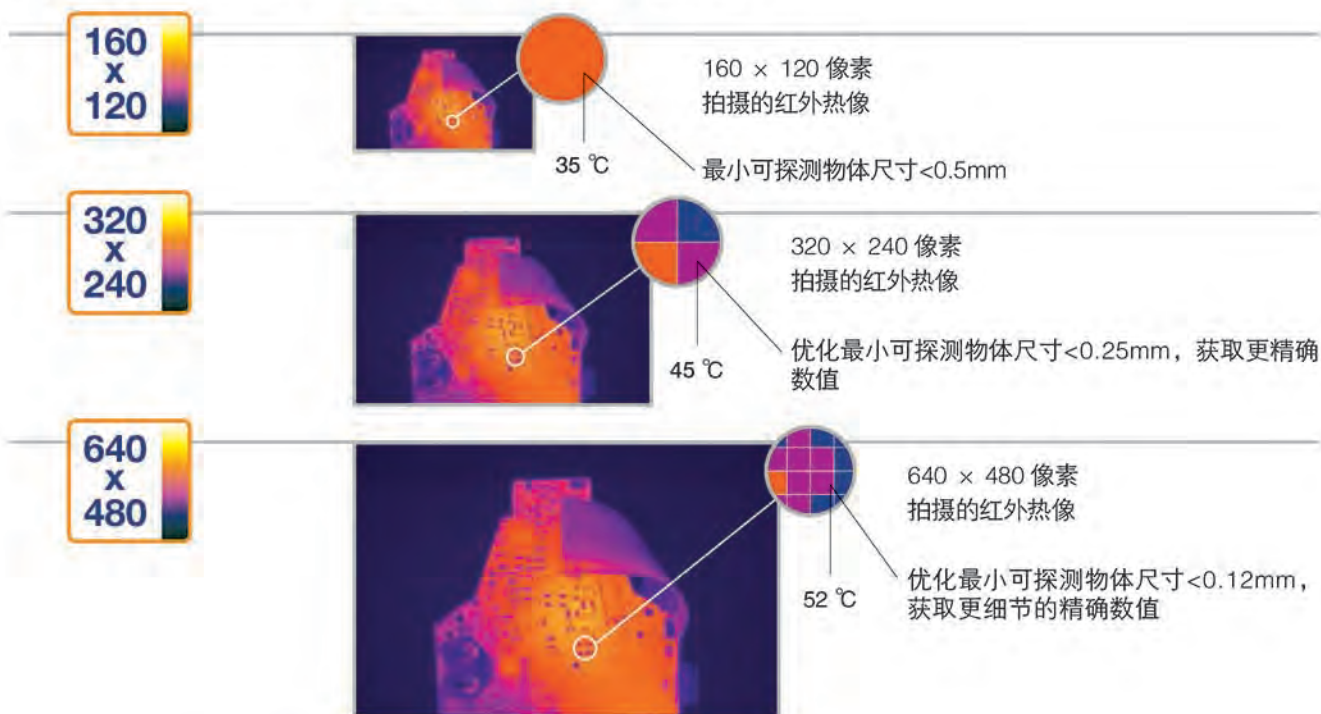 160
x
120
160 × 120 像素
拍摄的红外热像
35 ℃
最小可探测物体尺寸<0.5mm
320
x
240
320 × 240 像素
拍摄的红外热像
45 ℃
优化最小可探测物体尺寸<0.25mm，获取更精确
数值
640
x
480
640 × 480 像素
拍摄的红外热像
52 ℃
优化最小可探测物体尺寸<0.12mm，
获取更细节的精确数值